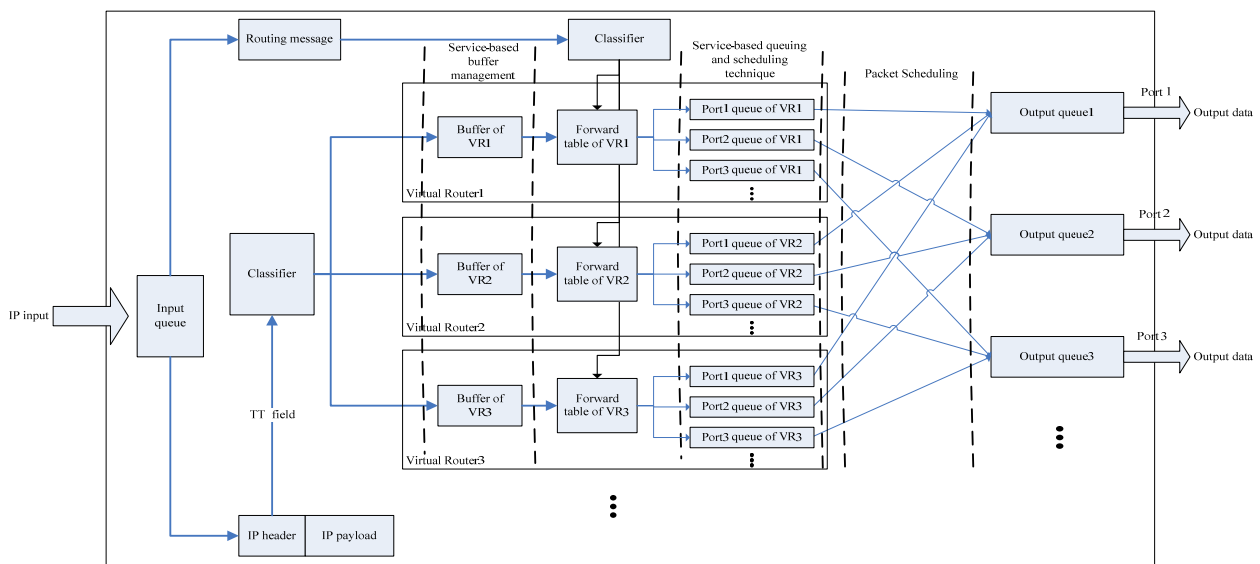 Routing message
Classifier
Service-based
buffer
management
Service-based queuing
and scheduling
technique
Packet Scheduling
Buffer of
VR1
Forward
table of VR1
Port1 queue of VR1
Port2 queue of VR1
Port3 queue of VR1
Virtual Router1
Output queue1
Port 1
Output data
Classifier
Buffer of
VR2
Forward
table of VR2
Port1 queue of VR2
Port2 queue of VR2
Port3 queue of VR2
Virtual Router2
Output queue2
Port 2
Output data
IP input
Input
queue
Buffer of
VR3
Forward
table of VR3
Port1 queue of VR3
Port2 queue of VR3
Port3 queue of VR3
Virtual Router3
Output queue3
Port 3
Output data
TT field
IP header
IP payload